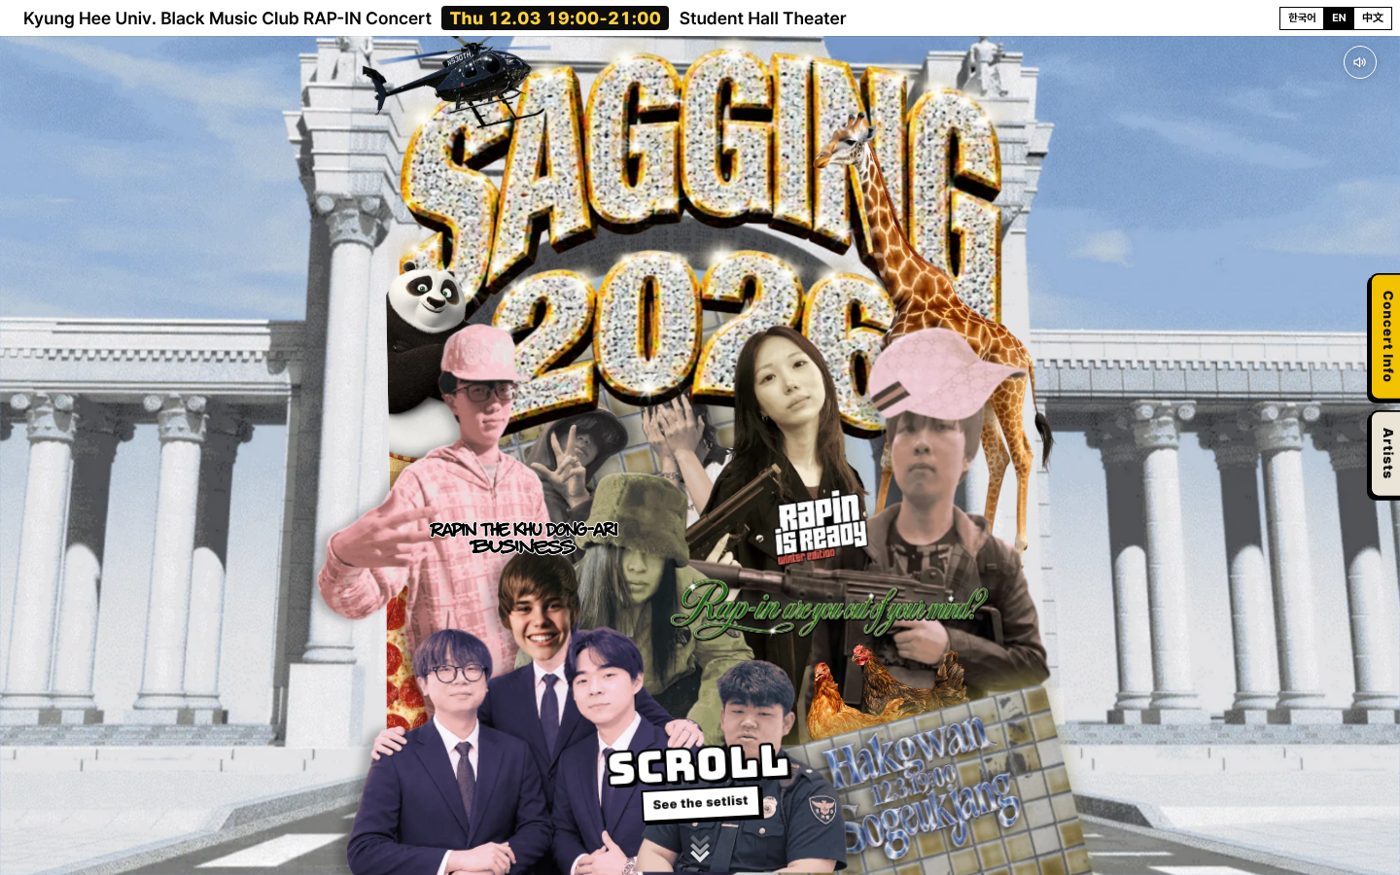 Kyung Hee Univ. Black Music Club RAP-IN Concert Thu 12.03 19:00-21:00 Student Hall Theater
한국어 EN 中文
N530TH
SAGGING
2026
Concert Info
Artists
RAPIN THE KHU DONG-ARI
BUSINESS
RAPIN
is READY
winter edition
Rap-in are you out of your mind?
SCROLL
See the setlist
Hakgwan
12.3.19:00
Sogeukjang